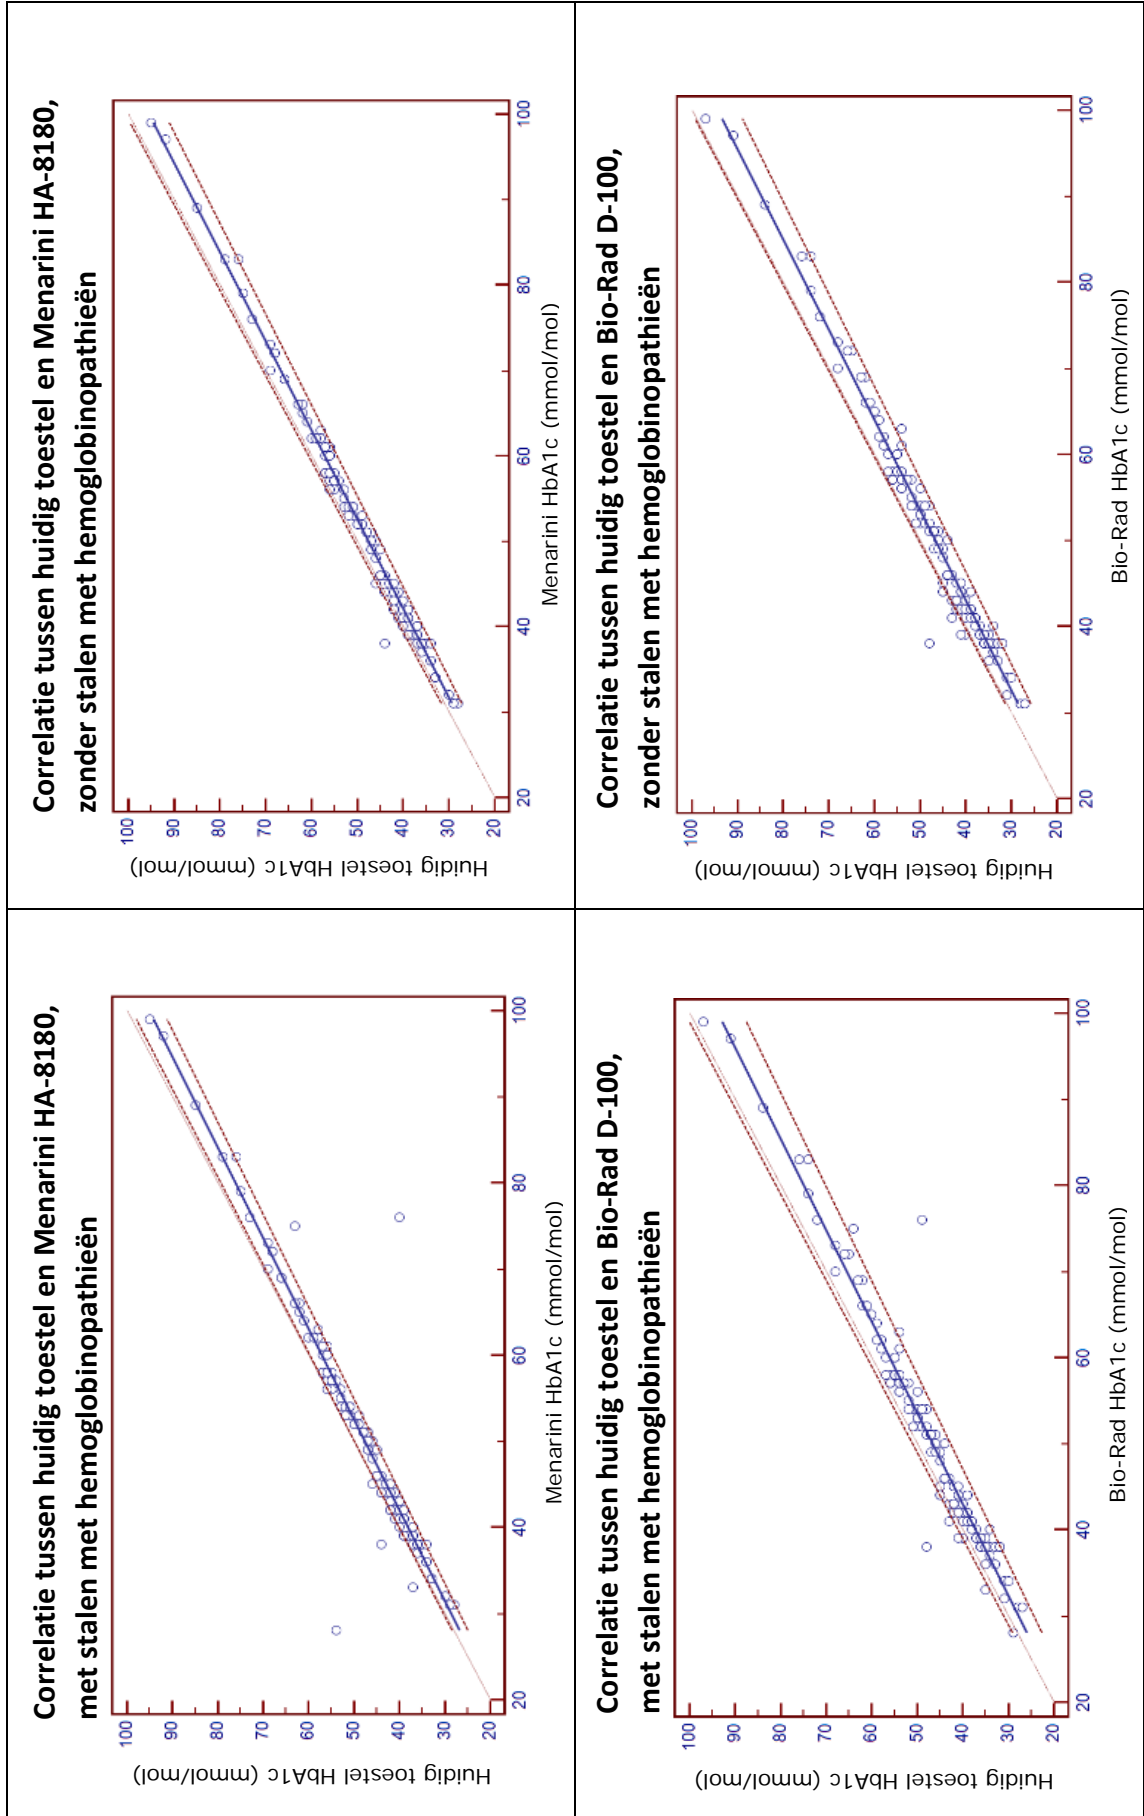 Correlatie tussen huidig toestel en Menarini HA-8180,
met stalen met hemoglobinopathieën
Huidig toestel HbA1c (mmol/mol)
100
90
80
70
60
50
40
30
20
20 40 60 80 100
Menarini HbA1c (mmol/mol)
Correlatie tussen huidig toestel en Menarini HA-8180,
zonder stalen met hemoglobinopathieën
Huidig toestel HbA1c (mmol/mol)
100
90
80
70
60
50
40
30
20
20 40 60 80 100
Menarini HbA1c (mmol/mol)
Correlatie tussen huidig toestel en Bio-Rad D-100,
met stalen met hemoglobinopathieën
Huidig toestel HbA1c (mmol/mol)
100
90
80
70
60
50
40
30
20
20 40 60 80 100
Bio-Rad HbA1c (mmol/mol)
Correlatie tussen huidig toestel en Bio-Rad D-100,
zonder stalen met hemoglobinopathieën
Huidig toestel HbA1c (mmol/mol)
100
90
80
70
60
50
40
30
20
20 40 60 80 100
Bio-Rad HbA1c (mmol/mol)